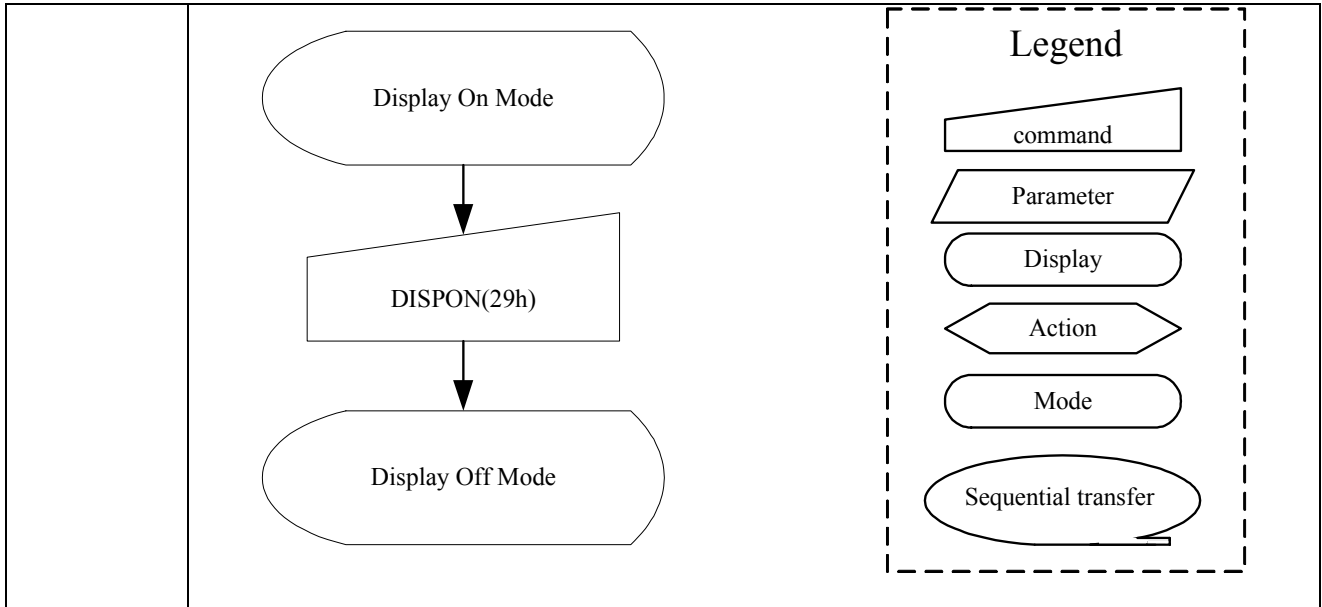 Display On Mode
DISPON(29h)
Display Off Mode
Legend
command
Parameter
Display
Action
Mode
Sequential transfer